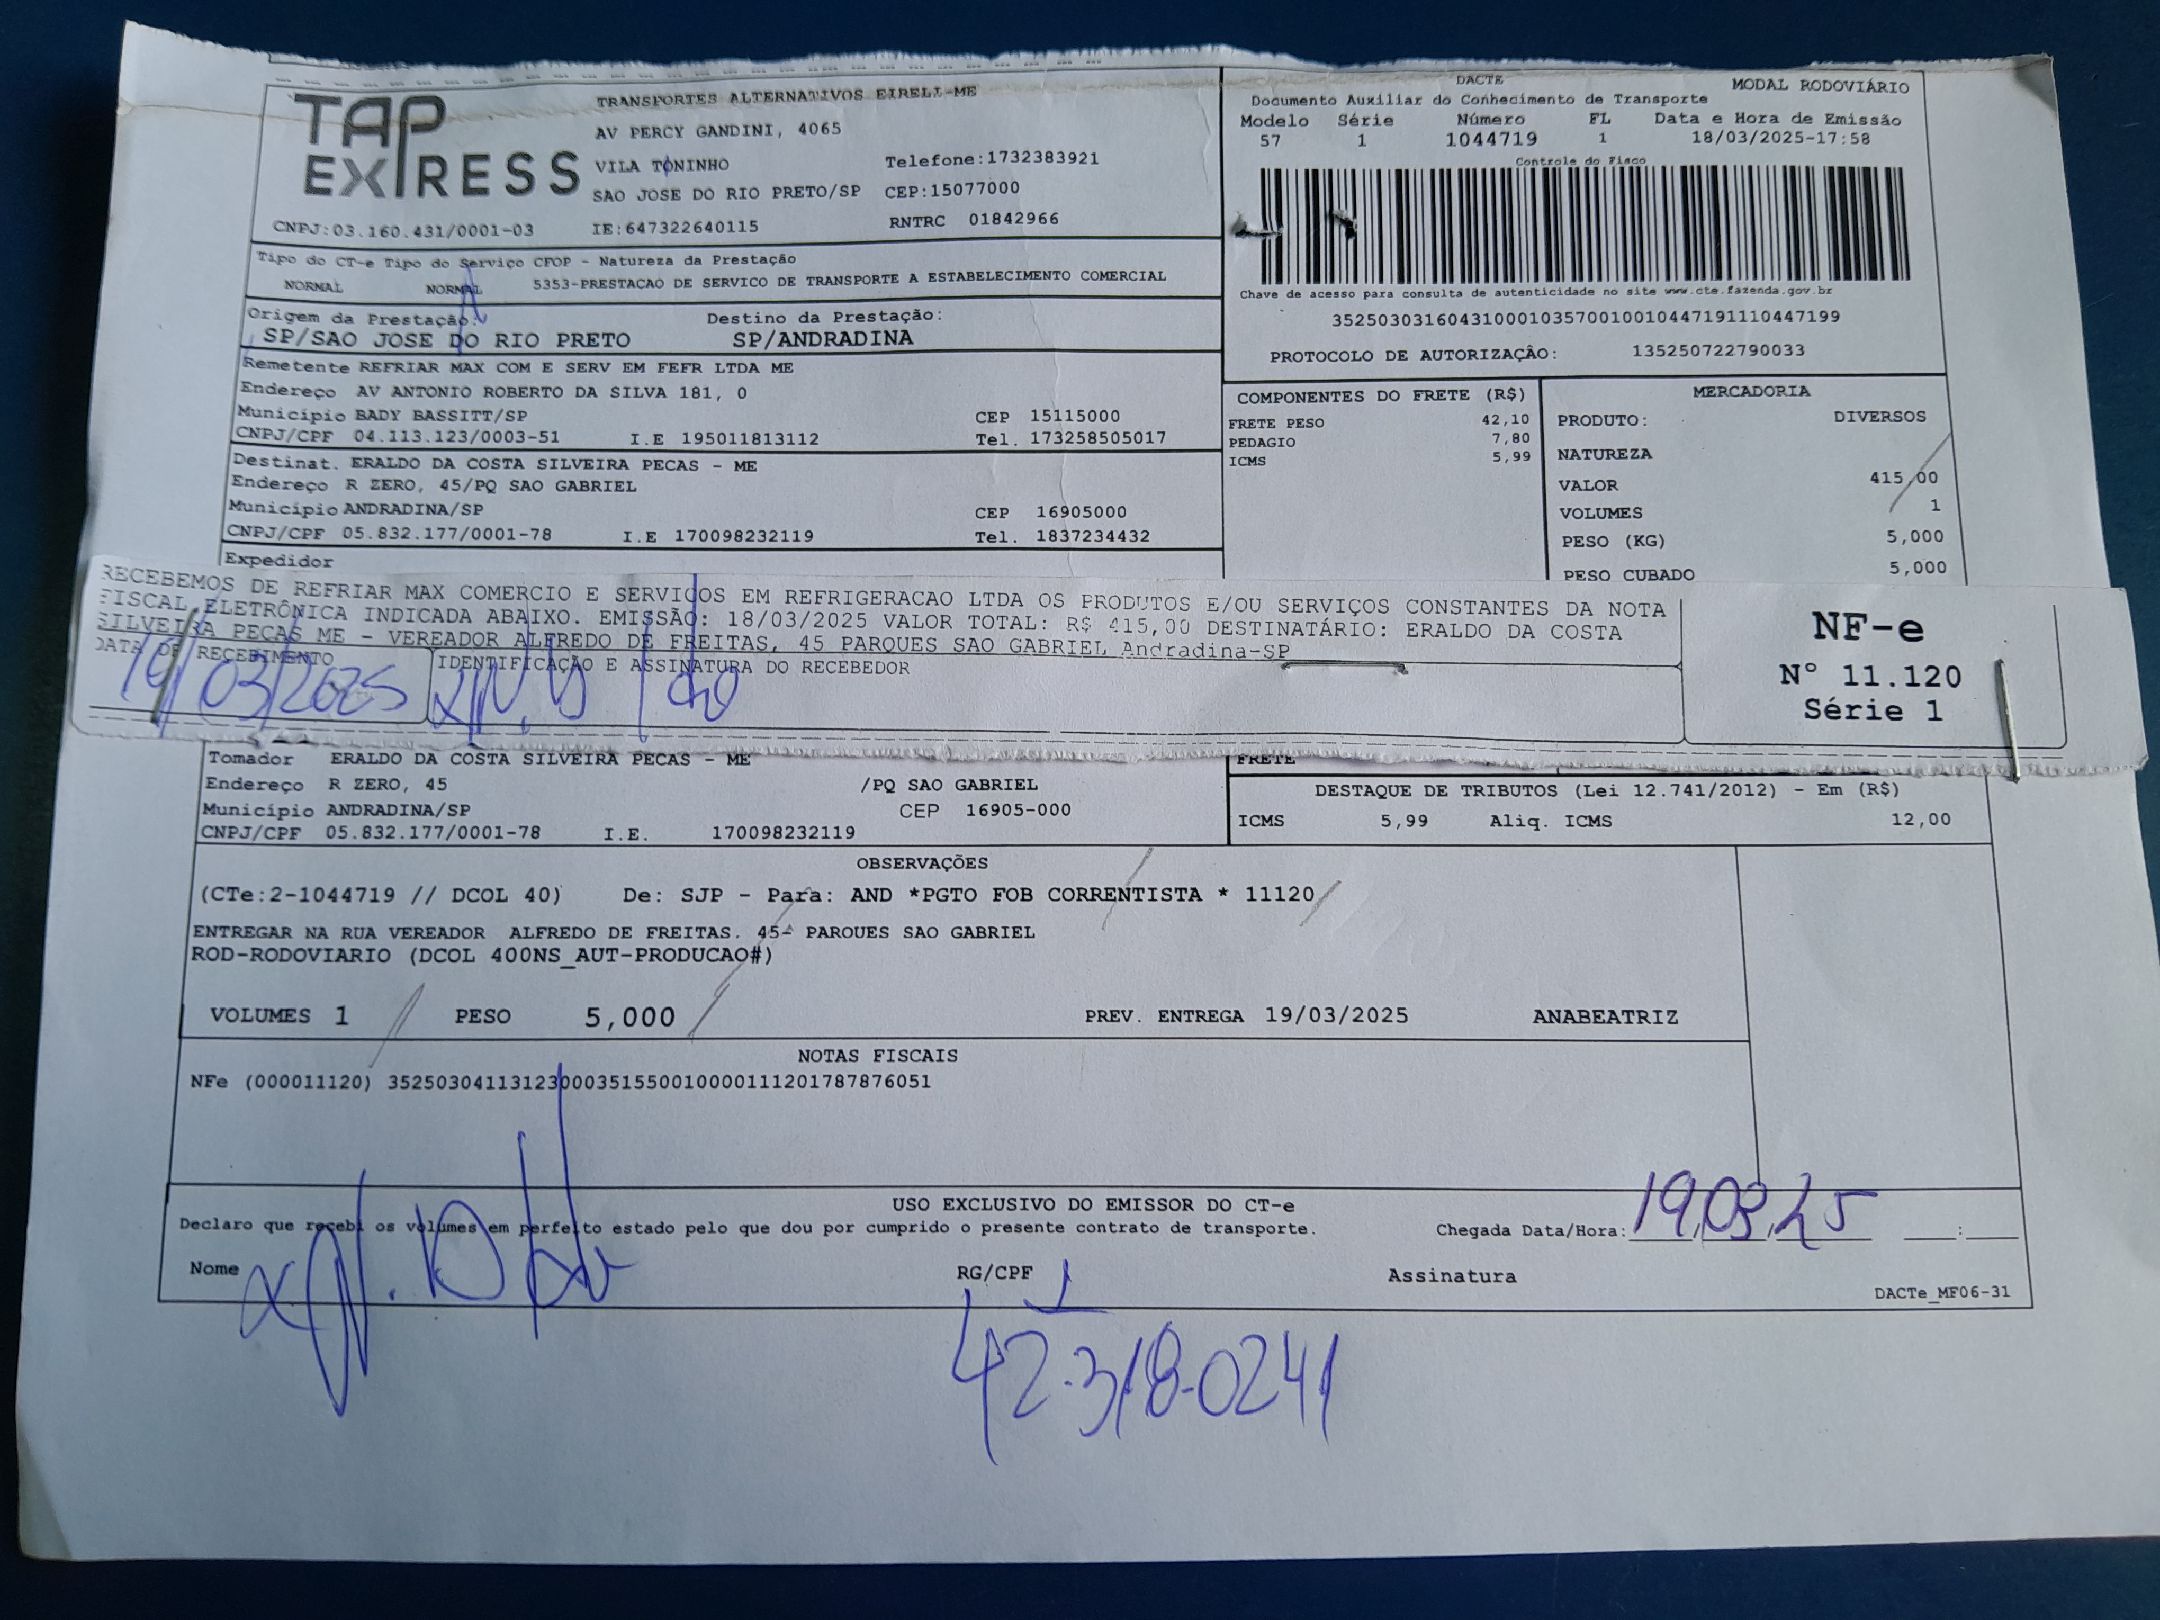 TAP EXPRESS
TRANSPORTES ALTERNATIVOS EIRELI-ME
AV PERCY GANDINI, 4065
VILA TONINHO Telefone:1732383921
SAO JOSE DO RIO PRETO/SP CEP:15077000
CNPJ:03.160.431/0001-03 IE:647322640115 RNTRC 01842966
DACTE MODAL RODOVIÁRIO
Documento Auxiliar do Conhecimento de Transporte
Modelo Série Número FL Data e Hora de Emissão
57 1 1044719 1 18/03/2025-17:58
Controle do Fisco
Chave de acesso para consulta de autenticidade no site www.cte.fazenda.gov.br
35250303160431000103570010010447191110447199
PROTOCOLO DE AUTORIZAÇÃO: 135250722790033
Tipo do CT-e Tipo do Serviço CFOP - Natureza da Prestação
NORMAL NORMAL 5353-PRESTACAO DE SERVICO DE TRANSPORTE A ESTABELECIMENTO COMERCIAL
Origem da Prestação: Destino da Prestação:
SP/SAO JOSE DO RIO PRETO SP/ANDRADINA
Remetente REFRIAR MAX COM E SERV EM FEFR LTDA ME
Endereço AV ANTONIO ROBERTO DA SILVA 181, 0
Município BADY BASSITT/SP CEP 15115000
CNPJ/CPF 04.113.123/0003-51 I.E 195011813112 Tel. 173258505017
Destinat. ERALDO DA COSTA SILVEIRA PECAS - ME
Endereço R ZERO, 45/PQ SAO GABRIEL
Município ANDRADINA/SP CEP 16905000
CNPJ/CPF 05.832.177/0001-78 I.E 170098232119 Tel. 1837234432
Expedidor
COMPONENTES DO FRETE (R$)
FRETE PESO 42,10
PEDAGIO 7,80
ICMS 5,99
MERCADORIA
PRODUTO: DIVERSOS
NATUREZA
VALOR 415,00
VOLUMES 1
PESO (KG) 5,000
PESO CUBADO 5,000
RECEBEMOS DE REFRIAR MAX COMERCIO E SERVIÇOS EM REFRIGERACAO LTDA OS PRODUTOS E/OU SERVIÇOS CONSTANTES DA NOTA
FISCAL ELETRÔNICA INDICADA ABAIXO. EMISSÃO: 18/03/2025 VALOR TOTAL: R$ 415,00 DESTINATÁRIO: ERALDO DA COSTA
SILVEIRA PECAS ME - VEREADOR ALFREDO DE FREITAS, 45 PARQUES SAO GABRIEL Andradina-SP
DATA DE RECEBIMENTO IDENTIFICAÇÃO E ASSINATURA DO RECEBEDOR
19/03/2025
NF-e
Nº 11.120
Série 1
Tomador ERALDO DA COSTA SILVEIRA PECAS - ME
Endereço R ZERO, 45 /PQ SAO GABRIEL
Município ANDRADINA/SP CEP 16905-000
CNPJ/CPF 05.832.177/0001-78 I.E. 170098232119
FRETE
DESTAQUE DE TRIBUTOS (Lei 12.741/2012) - Em (R$)
ICMS 5,99 Aliq. ICMS 12,00
OBSERVAÇÕES
(CTe:2-1044719 // DCOL 40) De: SJP - Para: AND *PGTO FOB CORRENTISTA * 11120
ENTREGAR NA RUA VEREADOR ALFREDO DE FREITAS. 45- PARQUES SAO GABRIEL
ROD-RODOVIARIO (DCOL 400NS_AUT-PRODUCAO#)
VOLUMES 1 PESO 5,000 PREV. ENTREGA 19/03/2025 ANABEATRIZ
NOTAS FISCAIS
NFe (000011120) 35250304113123000351550010000111201787876051
USO EXCLUSIVO DO EMISSOR DO CT-e
Declaro que recebi os volumes em perfeito estado pelo que dou por cumprido o presente contrato de transporte. Chegada Data/Hora: 19,03,25 :
Nome RG/CPF Assinatura
DACTe_MF06-31
42-318-0241